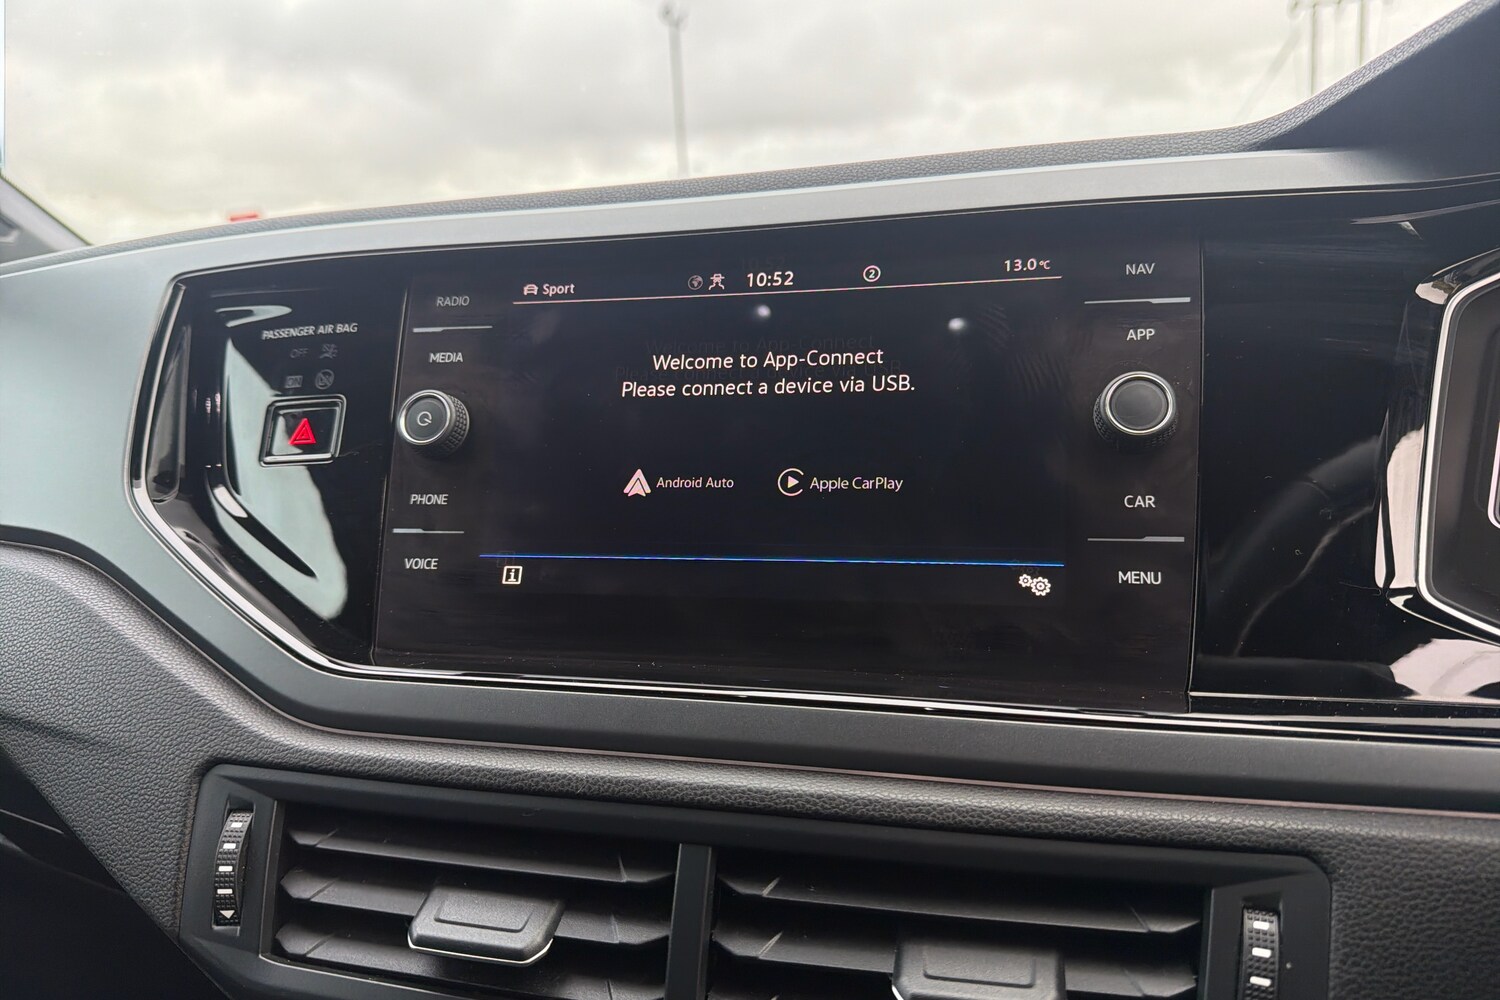 PASSENGER AIR BAG
OFF
ON
RADIO
MEDIA
PHONE
VOICE
Sport
10:52
2
13.0°C
Welcome to App-Connect
Please connect a device via USB.
Android Auto
Apple CarPlay
i
NAV
APP
CAR
MENU